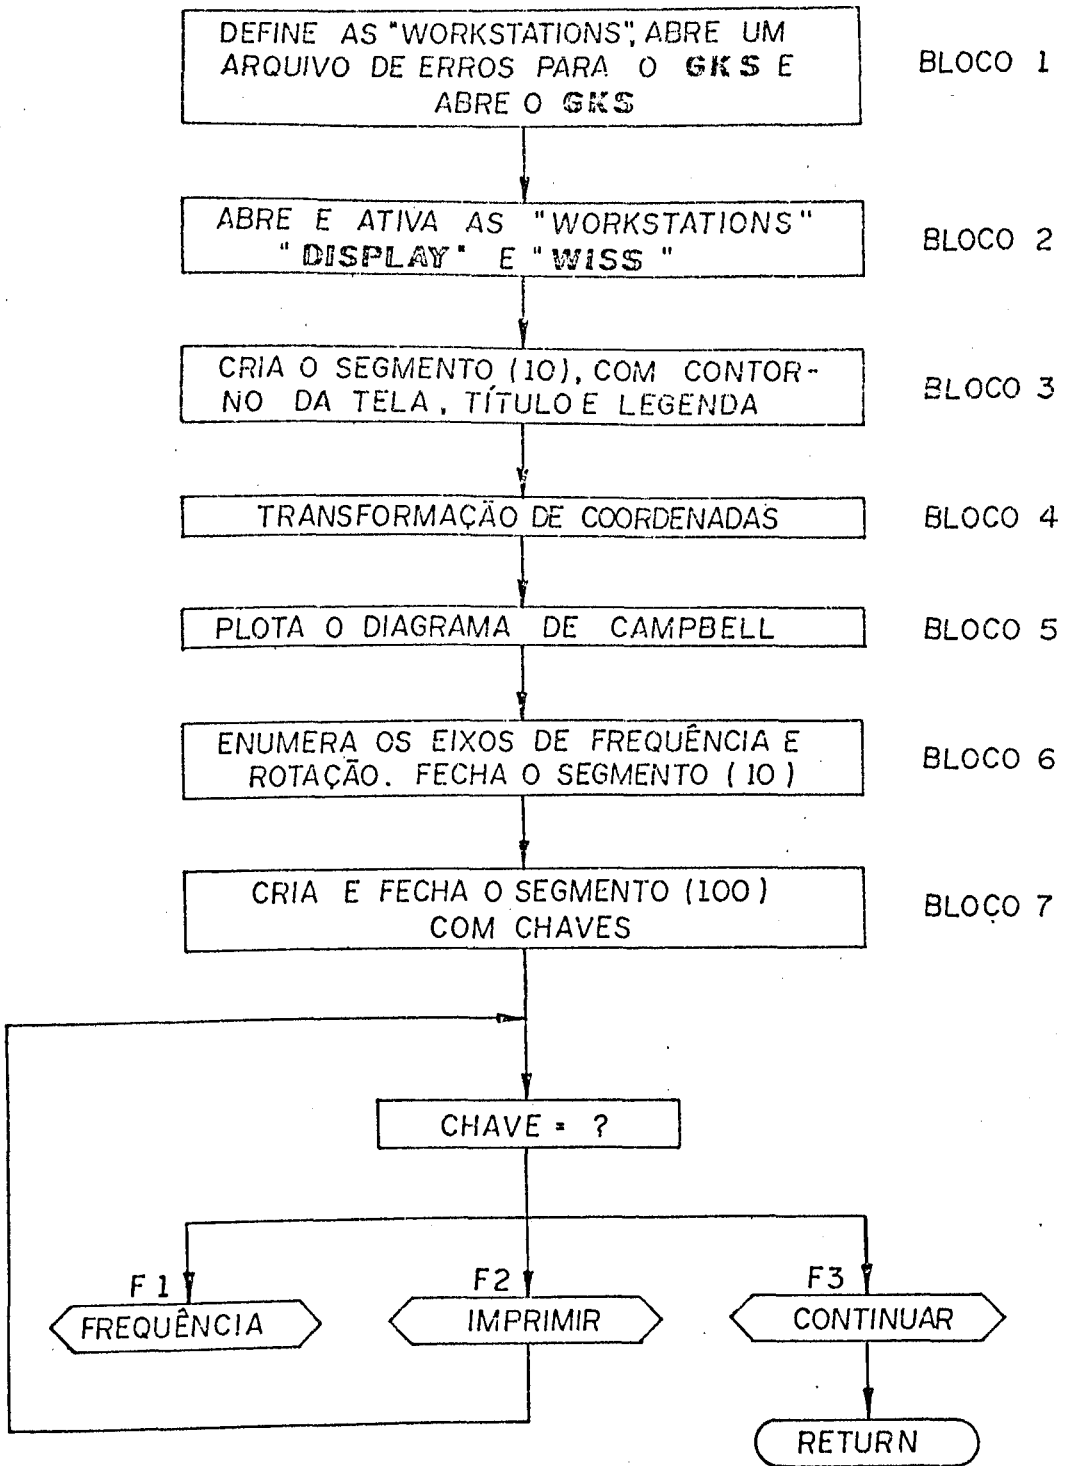 DEFINE AS "WORKSTATIONS", ABRE UM
ARQUIVO DE ERROS PARA O GKS E
ABRE O GKS
BLOCO 1
ABRE E ATIVA AS "WORKSTATIONS"
"DISPLAY" E "WISS"
BLOCO 2
CRIA O SEGMENTO (10), COM CONTOR-
NO DA TELA, TÍTULO E LEGENDA
BLOCO 3
TRANSFORMAÇÃO DE COORDENADAS
BLOCO 4
PLOTA O DIAGRAMA DE CAMPBELL
BLOCO 5
ENUMERA OS EIXOS DE FREQUÊNCIA E
ROTAÇÃO. FECHA O SEGMENTO (10)
BLOCO 6
CRIA E FECHA O SEGMENTO (100)
COM CHAVES
BLOCO 7
CHAVE = ?
F1
FREQUÊNCIA
F2
IMPRIMIR
F3
CONTINUAR
RETURN